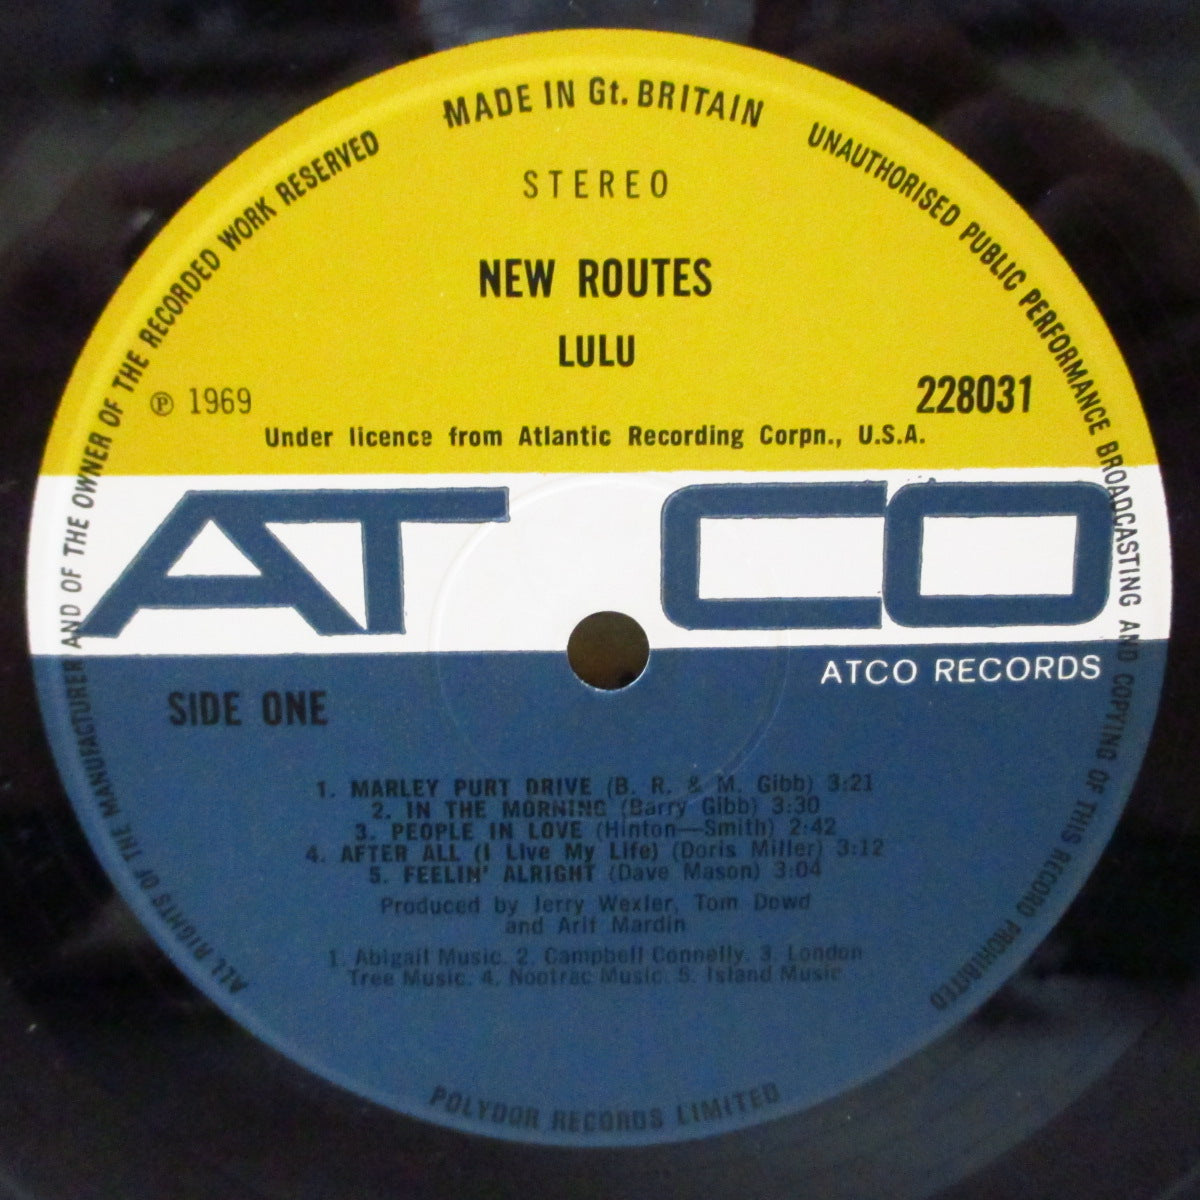 MADE IN Gt. BRITAIN
UNAUTHORISED PUBLIC PERFORMANCE BROADCASTING AND COPYING OF THIS RECORD PROHIBITED
ALL RIGHTS OF THE MANUFACTURER AND OF THE OWNER OF THE RECORDED WORK RESERVED
STEREO
NEW ROUTES
LULU
℗ 1969
228031
Under licence from Atlantic Recording Corpn., U.S.A.
AT CO
ATCO RECORDS
SIDE ONE
1. MARLEY PURT DRIVE (B. R. & M. Gibb) 3:21
2. IN THE MORNING (Barry Gibb) 3:30
3. PEOPLE IN LOVE (Hinton—Smith) 2:42
4. AFTER ALL (I Live My Life) (Doris Miller) 3:12
5. FEELIN' ALRIGHT (Dave Mason) 3:04
Produced by Jerry Wexler, Tom Dowd
and Arif Mardin
1. Abigail Music. 2. Campbell Connelly. 3. London
Tree Music. 4. Nootrac Music. 5. Island Music
POLYDOR RECORDS LIMITED